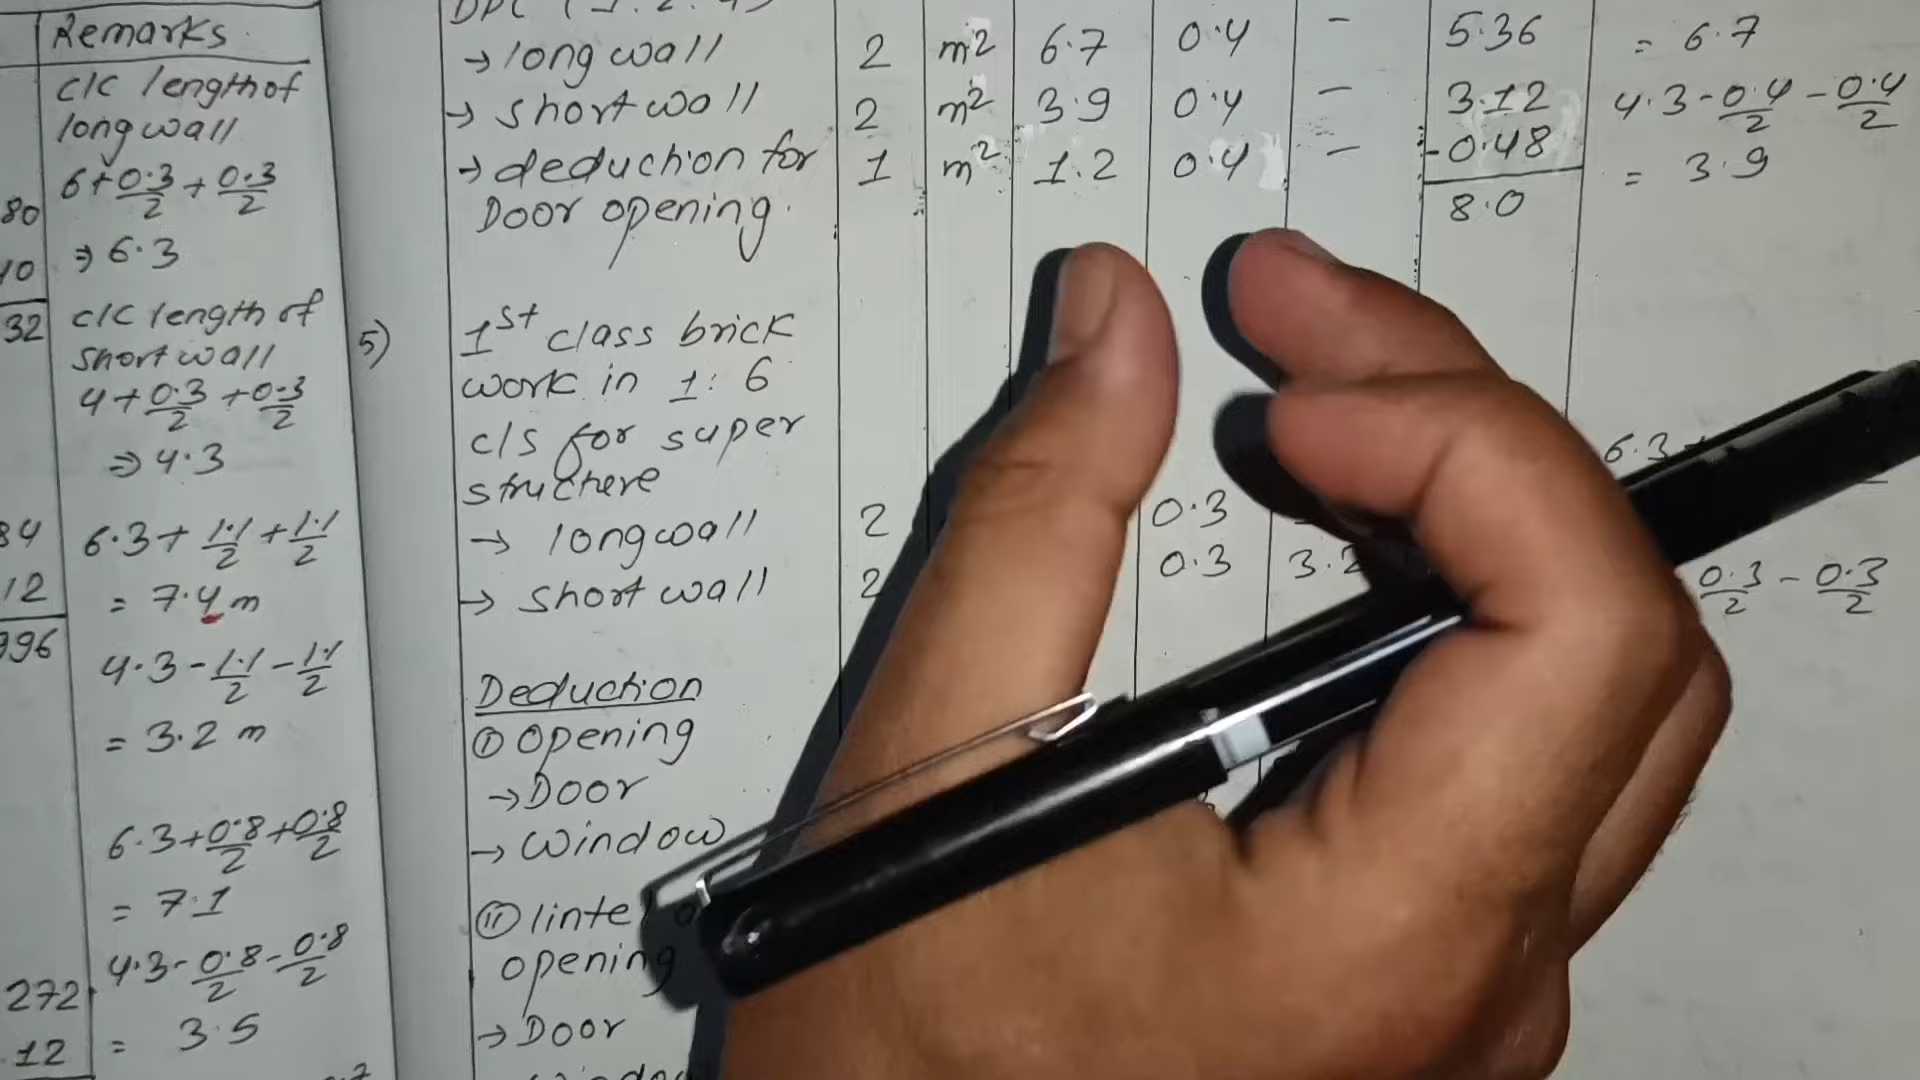 Remarks
c/c length of
long wall
6+0.3/2+0.3/2
80
10
⇒ 6.3
32
c/c length of
short wall
4+0.3/2+0.3/2
⇒ 4.3
84
6.3+1.1/2+1.1/2
12
= 7.4 m
996
4.3-1.1/2-1.1/2
= 3.2 m
6.3+0.8/2+0.8/2
= 7.1
4.3-0.8/2-0.8/2
272
= 3.5
12
→ long wall 2 m² 6.7 0.4 - 5.36 = 6.7
→ short wall 2 m² 3.9 0.4 - 3.12 4.3-0.4/2-0.4/2
→ deduction for 1 m² 1.2 0.4 - -0.48 = 3.9
Door opening. 8.0
5) 1st class brick
work in 1:6
c/s for super
structere 6.3
→ long wall 2 0.3
→ short wall 2 0.3 3.2 0.3/2 - 0.3/2
Deduction
(i) Opening
→ Door
→ Window
(ii) lintel
opening
→ Door